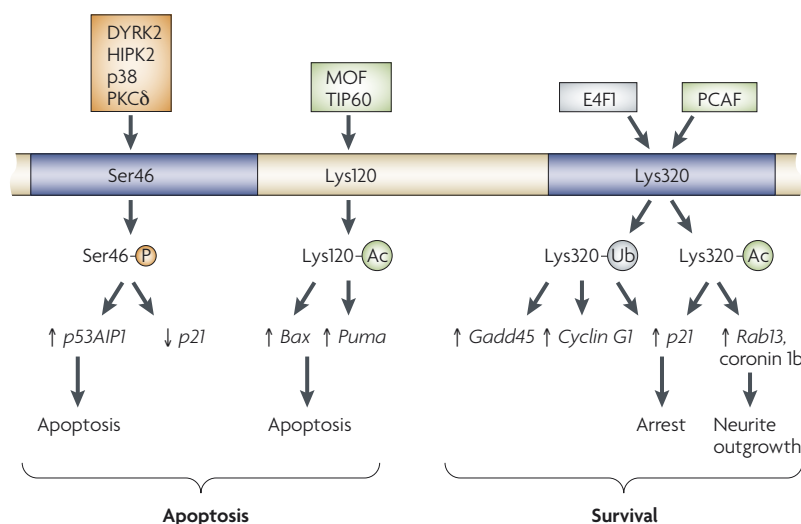 DYRK2
HIPK2
p38
PKCδ
MOF
TIP60
E4F1
PCAF
Ser46
Lys120
Lys320
Ser46-P
Lys120-Ac
Lys320-Ub
Lys320-Ac
↑ p53AIP1
↓ p21
↑ Bax
↑ Puma
↑ Gadd45
↑ Cyclin G1
↑ p21
↑ Rab13,
coronin 1b
Apoptosis
Apoptosis
Arrest
Neurite
outgrowth
Apoptosis
Survival